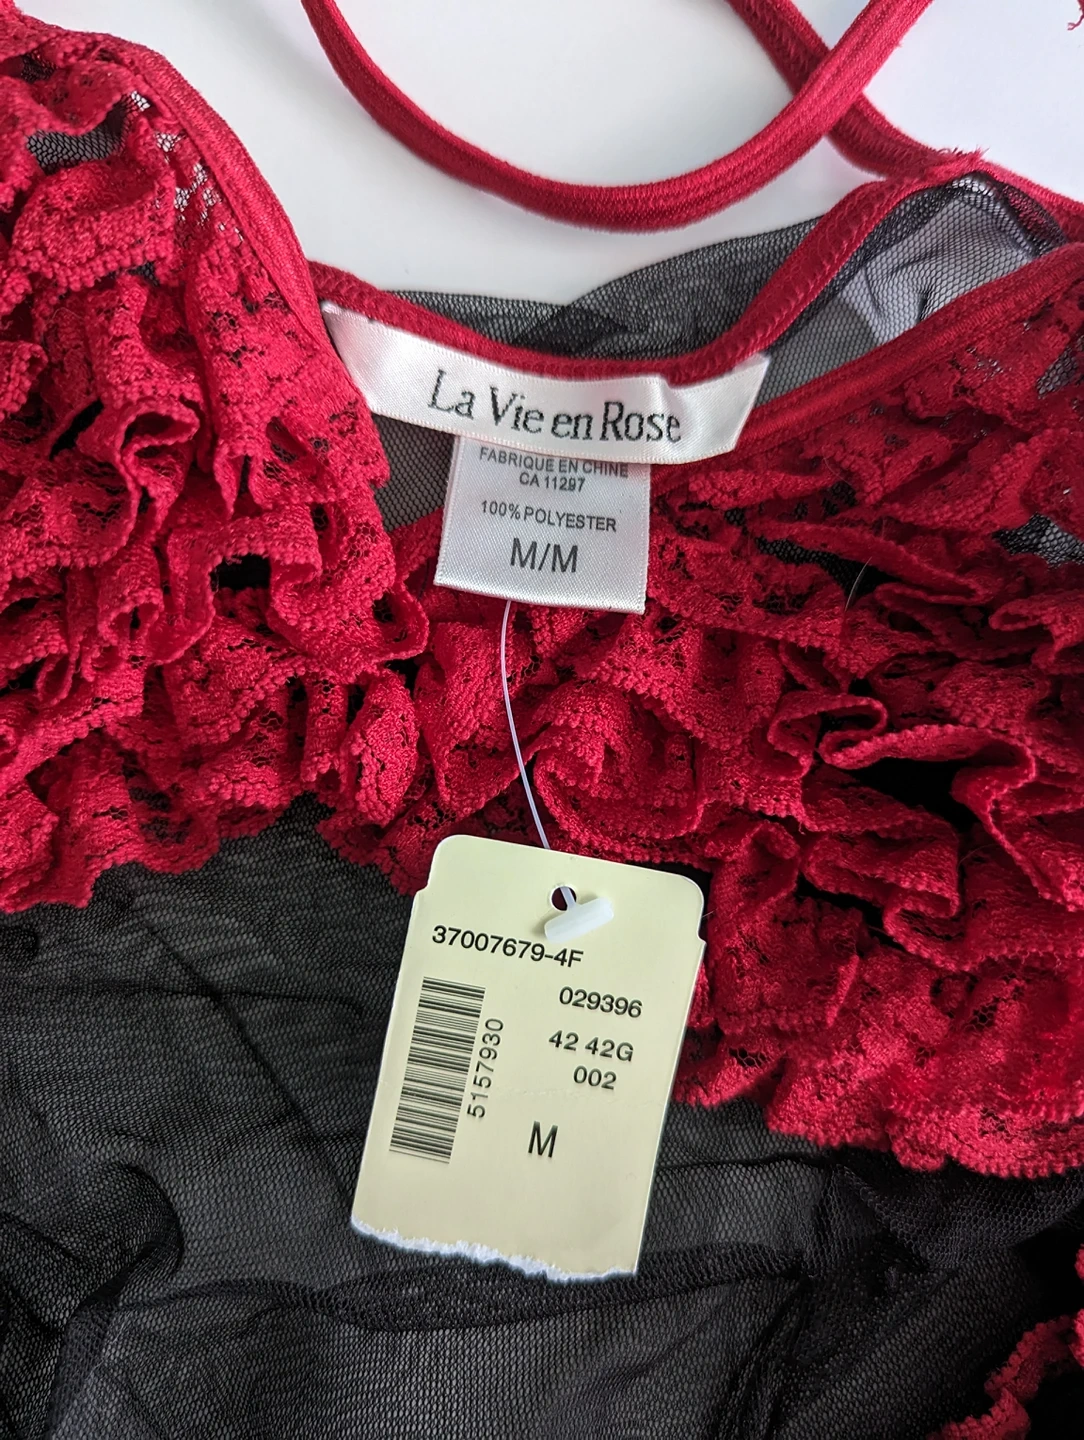 La Vie en Rose
FABRIQUE EN CHINE
CA 11297
100% POLYESTER
M/M
37007679-4F
029396
42 42G
002
5157930
M